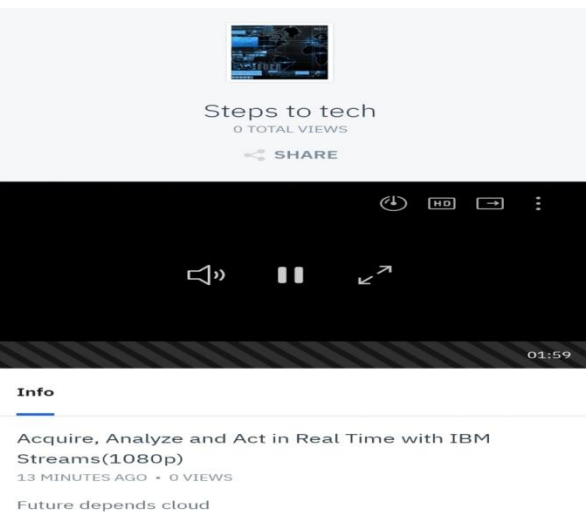 Steps to tech
0 TOTAL VIEWS
SHARE
HD
01:59
Info
Acquire, Analyze and Act in Real Time with IBM
Streams(1080p)
13 MINUTES AGO • 0 VIEWS
Future depends cloud